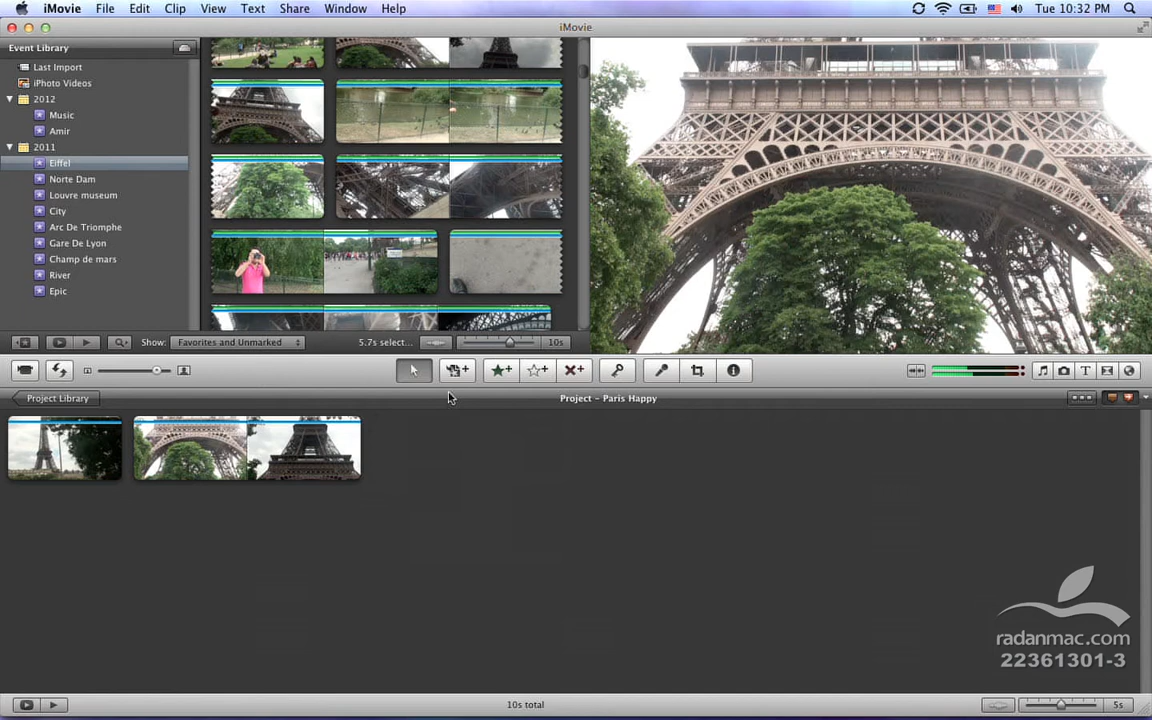 iMovie File Edit Clip View Text Share Window Help Tue 10:32 PM
iMovie
Event Library
Last Import
iPhoto Videos
2012
Music
Amir
2011
Eiffel
Norte Dam
Louvre museum
City
Arc De Triomphe
Gare De Lyon
Champ de mars
River
Epic
Show: Favorites and Unmarked 5.7s select... 10s
Project Library Project - Paris Happy
radanmac.com
22361301-3
10s total 5s